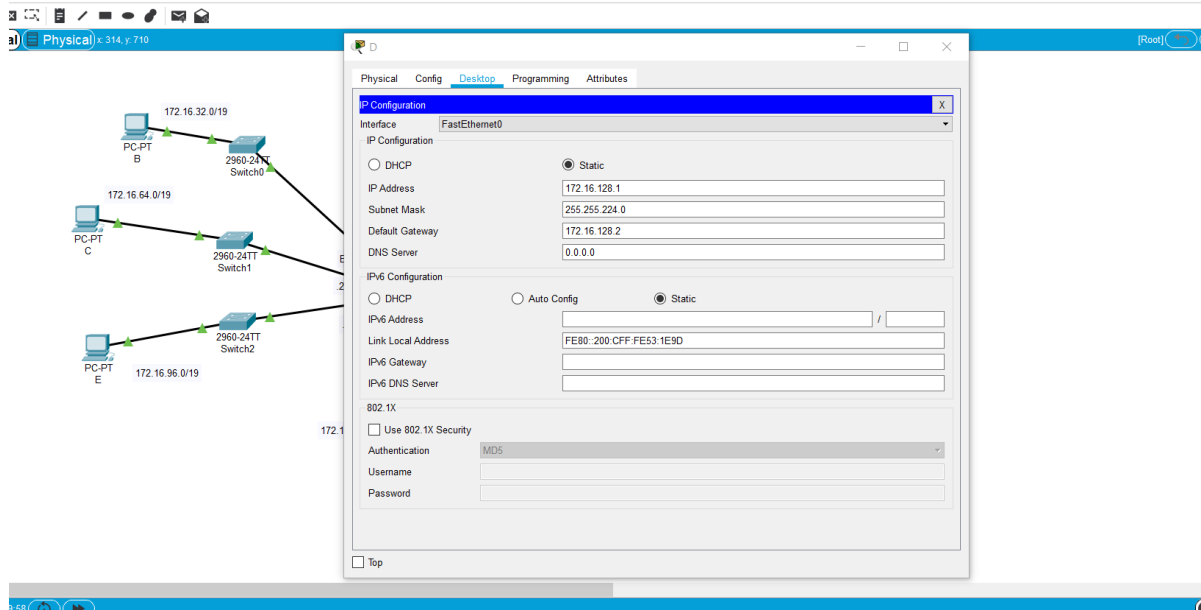 Physical x: 314, y: 710
[Root]
D
Physical Config Desktop Programming Attributes
IP Configuration X
Interface FastEthernet0
IP Configuration
DHCP Static
IP Address 172.16.128.1
Subnet Mask 255.255.224.0
Default Gateway 172.16.128.2
DNS Server 0.0.0.0
IPv6 Configuration
DHCP Auto Config Static
IPv6 Address /
Link Local Address FE80::200:CFF:FE53:1E9D
IPv6 Gateway
IPv6 DNS Server
802.1X
Use 802.1X Security
Authentication MD5
Username
Password
Top
172.16.32.0/19
PC-PT
B
2960-24TT
Switch0
172.16.64.0/19
PC-PT
C
2960-24TT
Switch1
.2
2960-24TT
Switch2
PC-PT
E
172.16.96.0/19
172.1
9:58